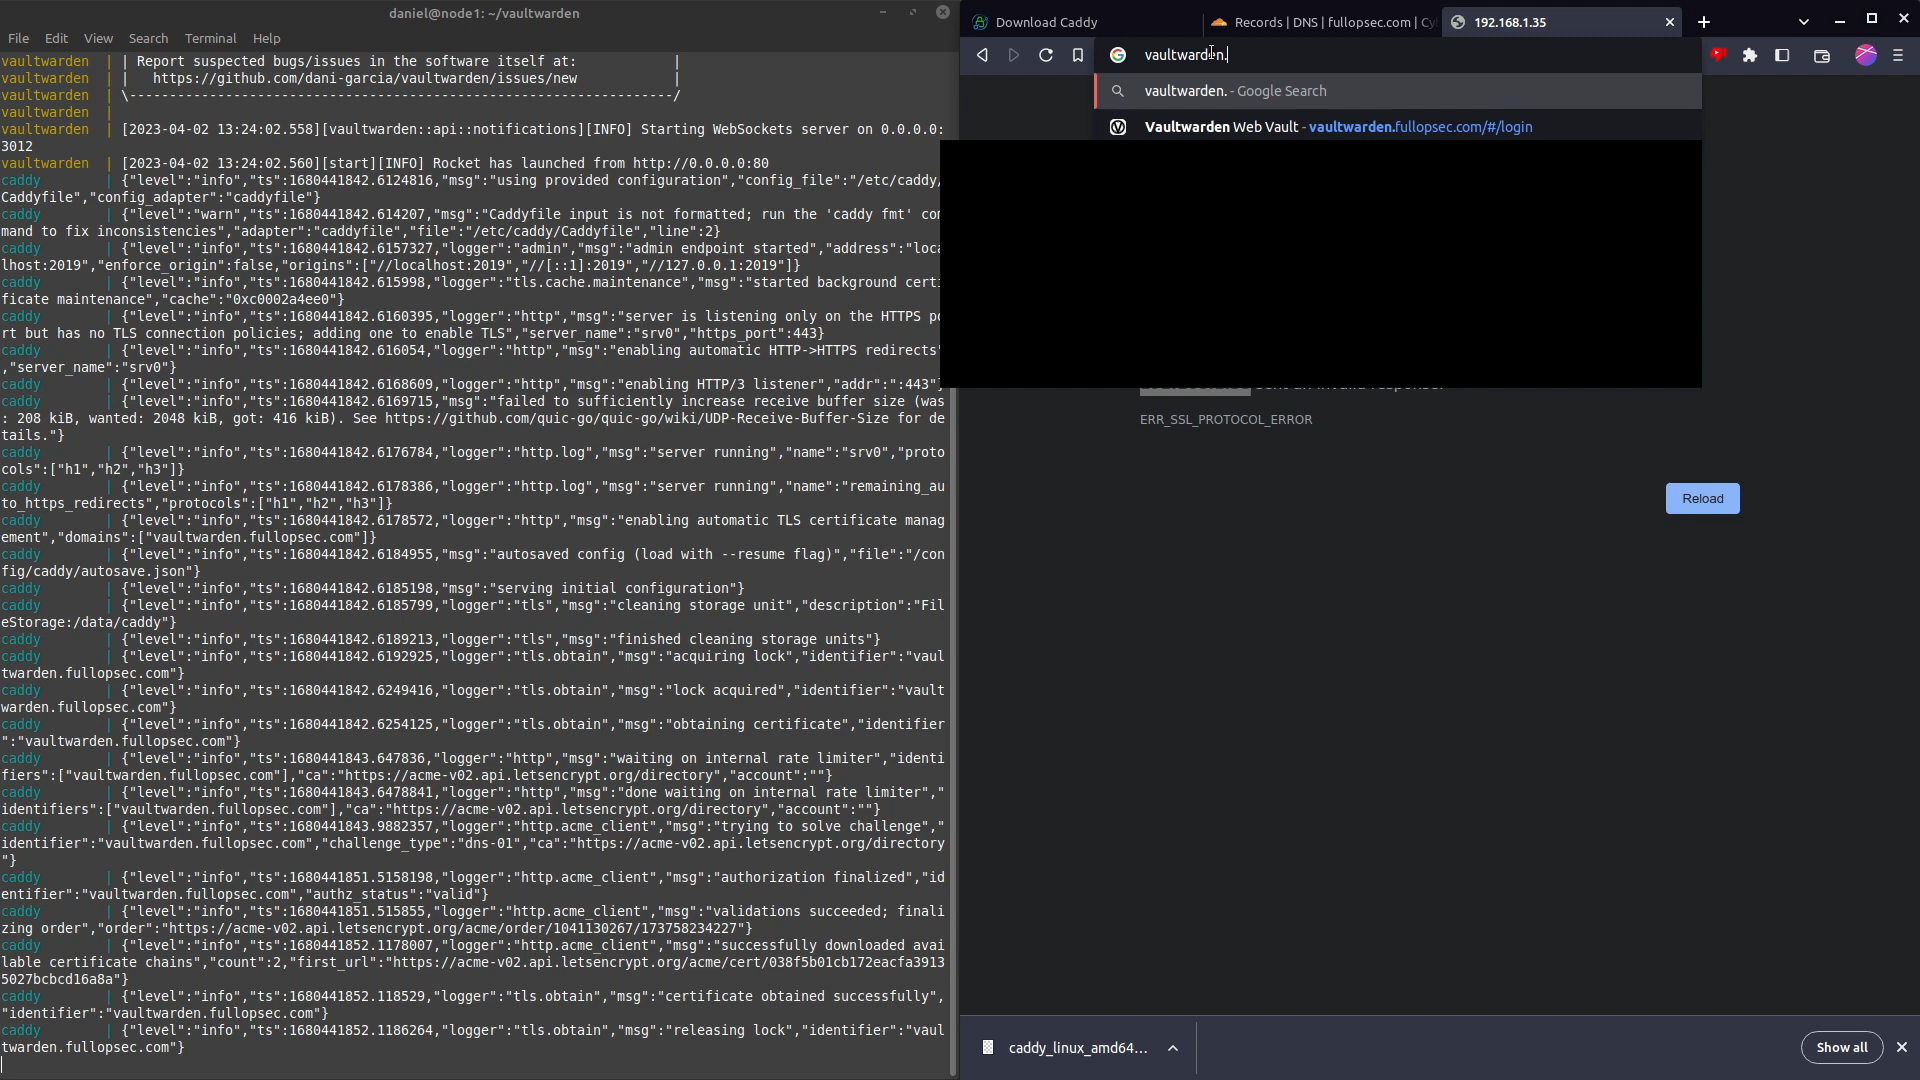 daniel@node1: ~/vaultwarden
File Edit View Search Terminal Help
vaultwarden | | Report suspected bugs/issues in the software itself at: |
vaultwarden | | https://github.com/dani-garcia/vaultwarden/issues/new |
vaultwarden | \--------------------------------------------------------------------/
vaultwarden |
vaultwarden | [2023-04-02 13:24:02.558][vaultwarden::api::notifications][INFO] Starting WebSockets server on 0.0.0.0:
3012
vaultwarden | [2023-04-02 13:24:02.560][start][INFO] Rocket has launched from http://0.0.0.0:80
caddy | {"level":"info","ts":1680441842.6124816,"msg":"using provided configuration","config_file":"/etc/caddy/
Caddyfile","config_adapter":"caddyfile"}
caddy | {"level":"warn","ts":1680441842.614207,"msg":"Caddyfile input is not formatted; run the 'caddy fmt' com
mand to fix inconsistencies","adapter":"caddyfile","file":"/etc/caddy/Caddyfile","line":2}
caddy | {"level":"info","ts":1680441842.6157327,"logger":"admin","msg":"admin endpoint started","address":"loca
lhost:2019","enforce_origin":false,"origins":["//localhost:2019","//[::1]:2019","//127.0.0.1:2019"]}
caddy | {"level":"info","ts":1680441842.615998,"logger":"tls.cache.maintenance","msg":"started background certi
ficate maintenance","cache":"0xc0002a4ee0"}
caddy | {"level":"info","ts":1680441842.6160395,"logger":"http","msg":"server is listening only on the HTTPS po
rt but has no TLS connection policies; adding one to enable TLS","server_name":"srv0","https_port":443}
caddy | {"level":"info","ts":1680441842.616054,"logger":"http","msg":"enabling automatic HTTP->HTTPS redirects"
,"server_name":"srv0"}
caddy | {"level":"info","ts":1680441842.6168609,"logger":"http","msg":"enabling HTTP/3 listener","addr":":443"}
caddy | {"level":"info","ts":1680441842.6169715,"msg":"failed to sufficiently increase receive buffer size (was
: 208 kiB, wanted: 2048 kiB, got: 416 kiB). See https://github.com/quic-go/quic-go/wiki/UDP-Receive-Buffer-Size for de
tails."}
caddy | {"level":"info","ts":1680441842.6176784,"logger":"http.log","msg":"server running","name":"srv0","proto
cols":["h1","h2","h3"]}
caddy | {"level":"info","ts":1680441842.6178386,"logger":"http.log","msg":"server running","name":"remaining_au
to_https_redirects","protocols":["h1","h2","h3"]}
caddy | {"level":"info","ts":1680441842.6178572,"logger":"http","msg":"enabling automatic TLS certificate manag
ement","domains":["vaultwarden.fullopsec.com"]}
caddy | {"level":"info","ts":1680441842.6184955,"msg":"autosaved config (load with --resume flag)","file":"/con
fig/caddy/autosave.json"}
caddy | {"level":"info","ts":1680441842.6185198,"msg":"serving initial configuration"}
caddy | {"level":"info","ts":1680441842.6185799,"logger":"tls","msg":"cleaning storage unit","description":"Fil
eStorage:/data/caddy"}
caddy | {"level":"info","ts":1680441842.6189213,"logger":"tls","msg":"finished cleaning storage units"}
caddy | {"level":"info","ts":1680441842.6192925,"logger":"tls.obtain","msg":"acquiring lock","identifier":"vaul
twarden.fullopsec.com"}
caddy | {"level":"info","ts":1680441842.6249416,"logger":"tls.obtain","msg":"lock acquired","identifier":"vault
warden.fullopsec.com"}
caddy | {"level":"info","ts":1680441842.6254125,"logger":"tls.obtain","msg":"obtaining certificate","identifier
":"vaultwarden.fullopsec.com"}
caddy | {"level":"info","ts":1680441843.647836,"logger":"http","msg":"waiting on internal rate limiter","identi
fiers":["vaultwarden.fullopsec.com"],"ca":"https://acme-v02.api.letsencrypt.org/directory","account":""}
caddy | {"level":"info","ts":1680441843.6478841,"logger":"http","msg":"done waiting on internal rate limiter","
identifiers":["vaultwarden.fullopsec.com"],"ca":"https://acme-v02.api.letsencrypt.org/directory","account":""}
caddy | {"level":"info","ts":1680441843.9882357,"logger":"http.acme_client","msg":"trying to solve challenge","
identifier":"vaultwarden.fullopsec.com","challenge_type":"dns-01","ca":"https://acme-v02.api.letsencrypt.org/directory
"}
caddy | {"level":"info","ts":1680441851.5158198,"logger":"http.acme_client","msg":"authorization finalized","id
entifier":"vaultwarden.fullopsec.com","authz_status":"valid"}
caddy | {"level":"info","ts":1680441851.515855,"logger":"http.acme_client","msg":"validations succeeded; finali
zing order","order":"https://acme-v02.api.letsencrypt.org/acme/order/1041130267/173758234227"}
caddy | {"level":"info","ts":1680441852.1178007,"logger":"http.acme_client","msg":"successfully downloaded avai
lable certificate chains","count":2,"first_url":"https://acme-v02.api.letsencrypt.org/acme/cert/038f5b01cb172eacfa3913
5027bcbcd16a8a"}
caddy | {"level":"info","ts":1680441852.118529,"logger":"tls.obtain","msg":"certificate obtained successfully",
"identifier":"vaultwarden.fullopsec.com"}
caddy | {"level":"info","ts":1680441852.1186264,"logger":"tls.obtain","msg":"releasing lock","identifier":"vaul
twarden.fullopsec.com"}
Download Caddy
Records | DNS | fullopsec.com | Cl
192.168.1.35
vaultwarden.
vaultwarden. - Google Search
Vaultwarden Web Vault - vaultwarden.fullopsec.com/#/login
ERR_SSL_PROTOCOL_ERROR
Reload
caddy_linux_amd64...
Show all